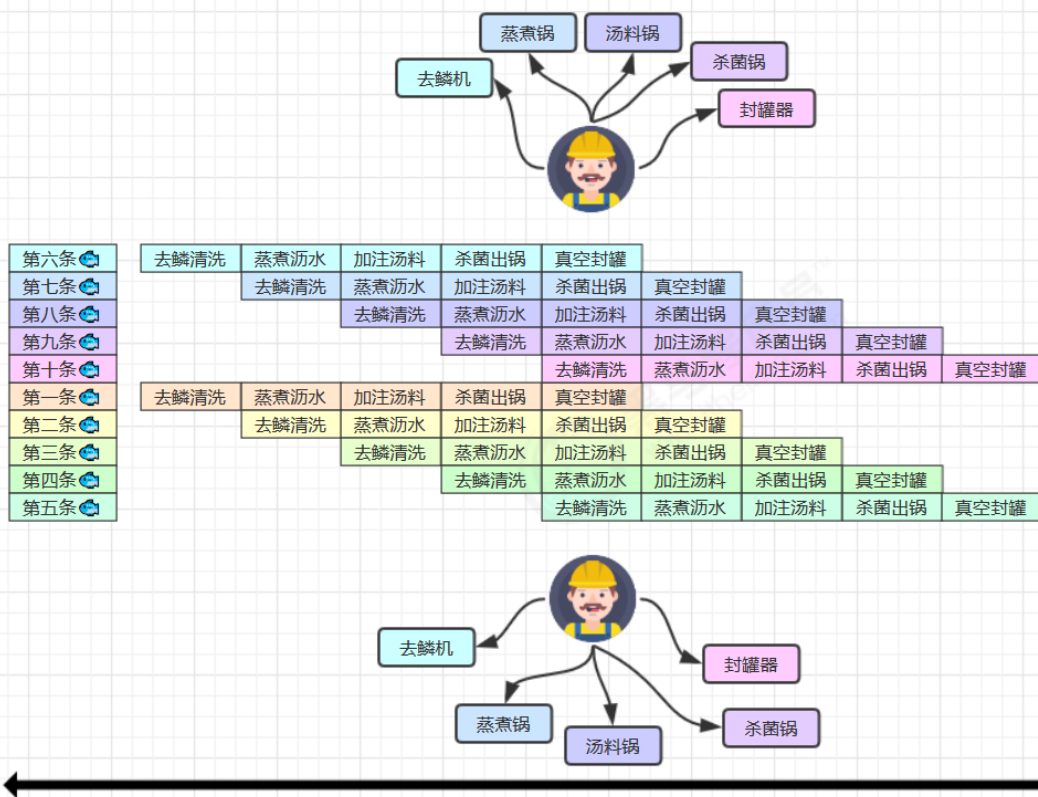 蒸煮锅 汤料锅
杀菌锅
去鳞机
封罐器
第六条 去鳞清洗 蒸煮沥水 加注汤料 杀菌出锅 真空封罐
第七条 去鳞清洗 蒸煮沥水 加注汤料 杀菌出锅 真空封罐
第八条 去鳞清洗 蒸煮沥水 加注汤料 杀菌出锅 真空封罐
第九条 去鳞清洗 蒸煮沥水 加注汤料 杀菌出锅 真空封罐
第十条 去鳞清洗 蒸煮沥水 加注汤料 杀菌出锅 真空封罐
第一条 去鳞清洗 蒸煮沥水 加注汤料 杀菌出锅 真空封罐
第二条 去鳞清洗 蒸煮沥水 加注汤料 杀菌出锅 真空封罐
第三条 去鳞清洗 蒸煮沥水 加注汤料 杀菌出锅 真空封罐
第四条 去鳞清洗 蒸煮沥水 加注汤料 杀菌出锅 真空封罐
第五条 去鳞清洗 蒸煮沥水 加注汤料 杀菌出锅 真空封罐
去鳞机
封罐器
蒸煮锅
杀菌锅
汤料锅